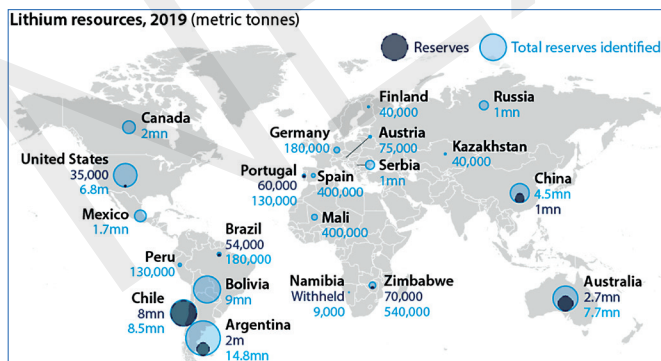 Lithium resources, 2019 (metric tonnes)
Reserves
Total reserves identified
Canada
2mn
United States
35,000
6.8m
Mexico
1.7mn
Peru
130,000
Chile
8mn
8.5mn
Brazil
54,000
180,000
Bolivia
9mn
Argentina
2m
14.8mn
Finland
40,000
Germany
180,000
Austria
75,000
Portugal
60,000
130,000
Spain
400,000
Serbia
1mn
Mali
400,000
Namibia
Withheld
9,000
Zimbabwe
70,000
540,000
Russia
1mn
Kazakhstan
40,000
China
4.5mn
1mn
Australia
2.7mn
7.7mn